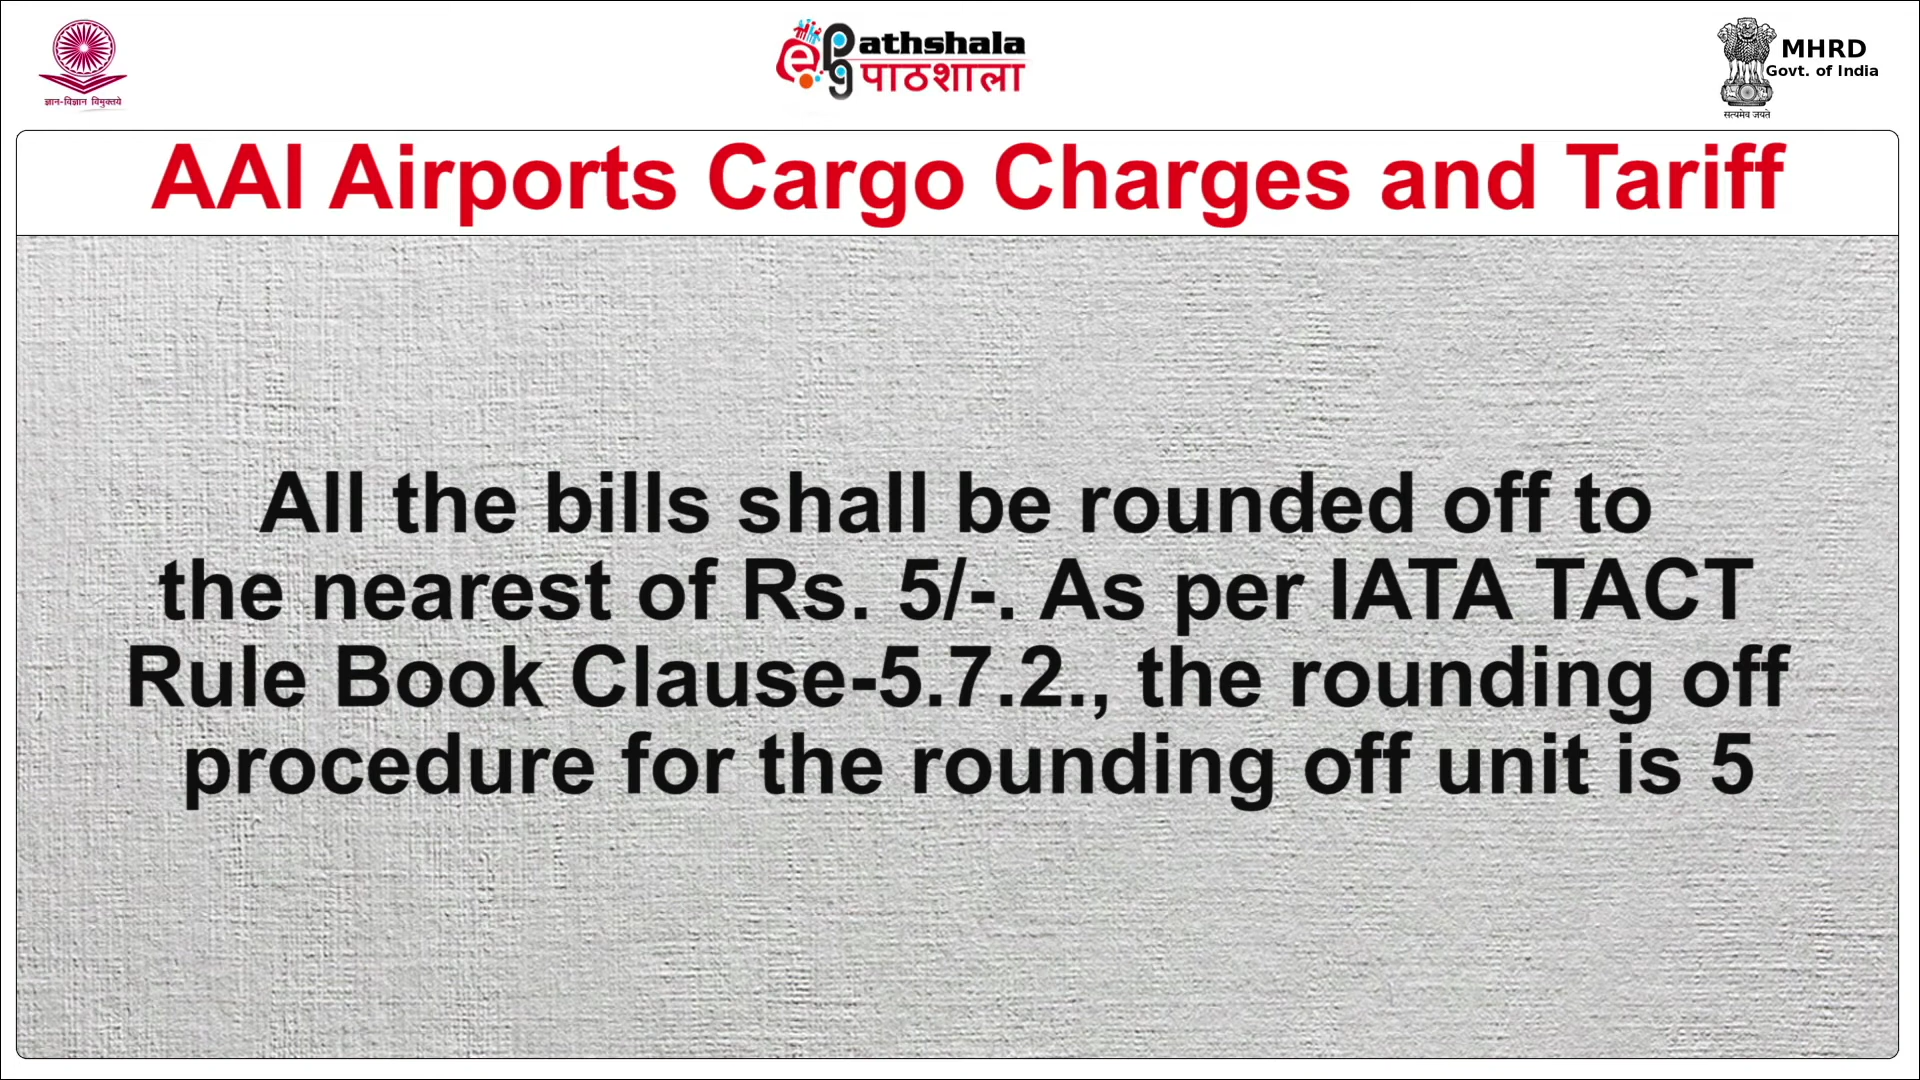 ज्ञान-विज्ञान विमुक्तये
ePG Pathshala
पाठशाला
MHRD
Govt. of India
सत्यमेव जयते
AAI Airports Cargo Charges and Tariff
All the bills shall be rounded off to
the nearest of Rs. 5/-. As per IATA TACT
Rule Book Clause-5.7.2., the rounding off
procedure for the rounding off unit is 5